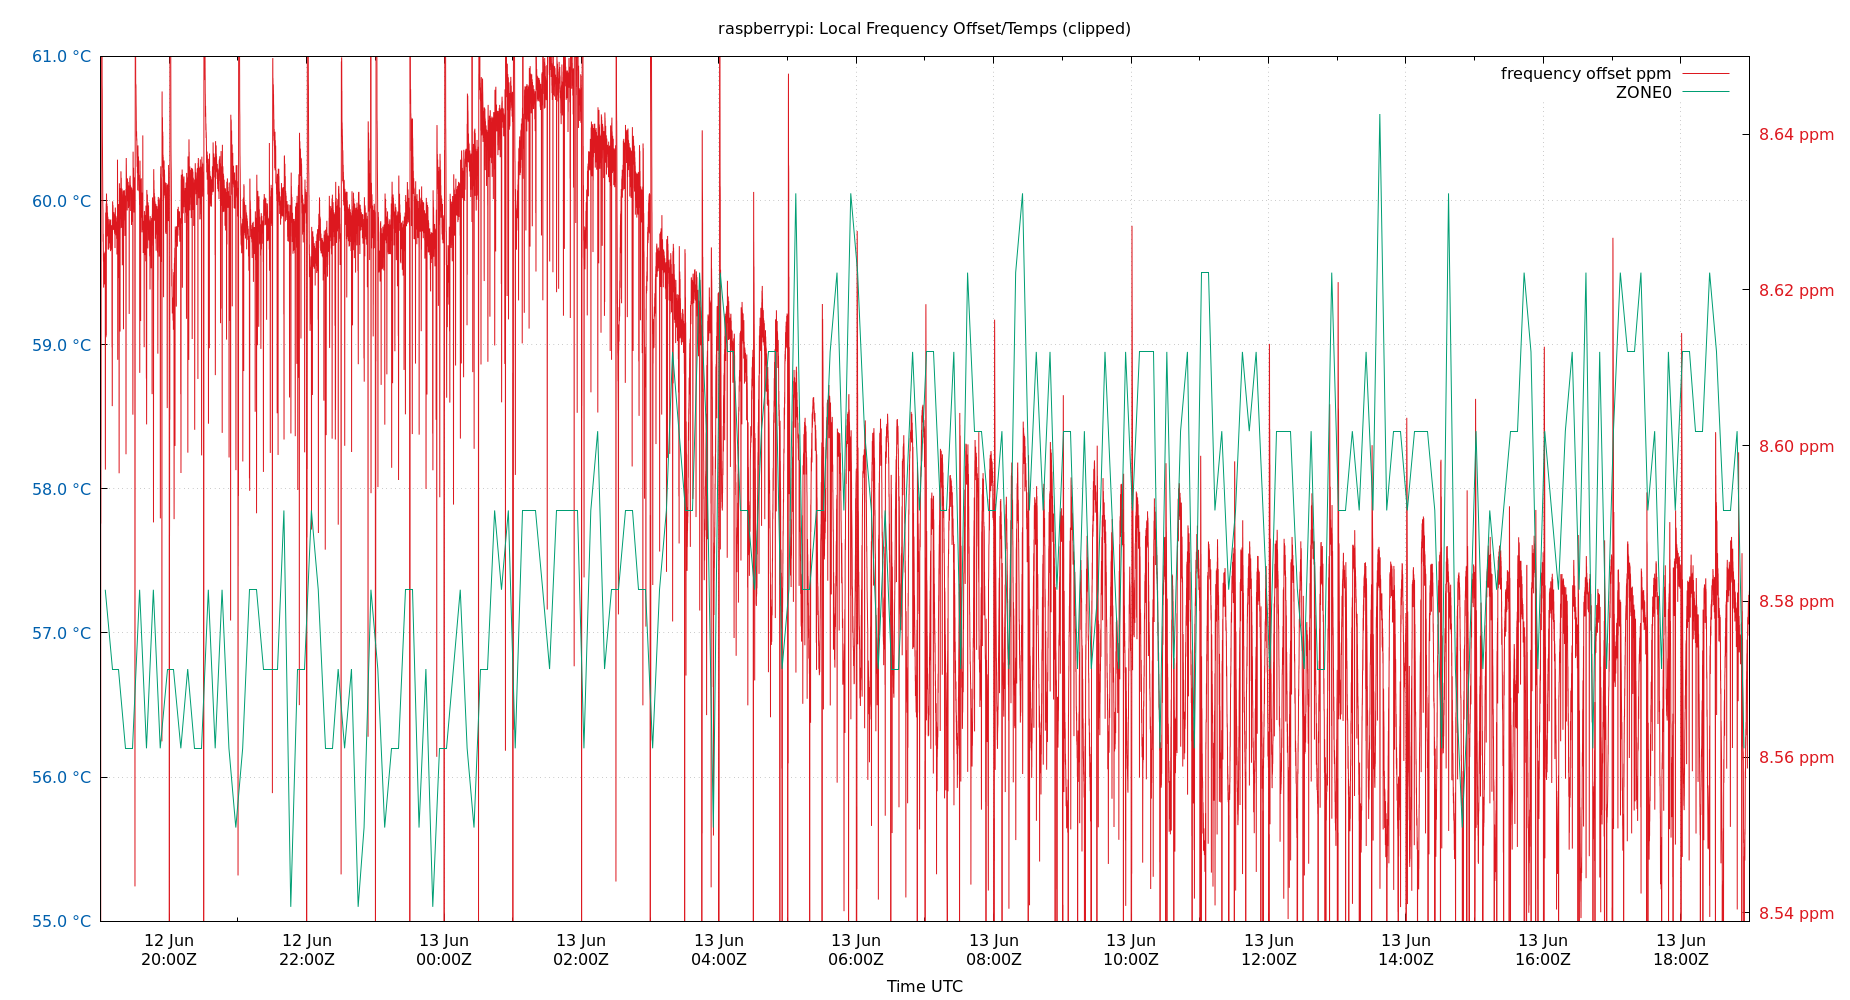 raspberrypi: Local Frequency Offset/Temps (clipped)
61.0 °C
60.0 °C
59.0 °C
58.0 °C
57.0 °C
56.0 °C
55.0 °C
frequency offset ppm
ZONE0
8.64 ppm
8.62 ppm
8.60 ppm
8.58 ppm
8.56 ppm
8.54 ppm
12 Jun
20:00Z
12 Jun
22:00Z
13 Jun
00:00Z
13 Jun
02:00Z
13 Jun
04:00Z
13 Jun
06:00Z
13 Jun
08:00Z
13 Jun
10:00Z
13 Jun
12:00Z
13 Jun
14:00Z
13 Jun
16:00Z
13 Jun
18:00Z
Time UTC